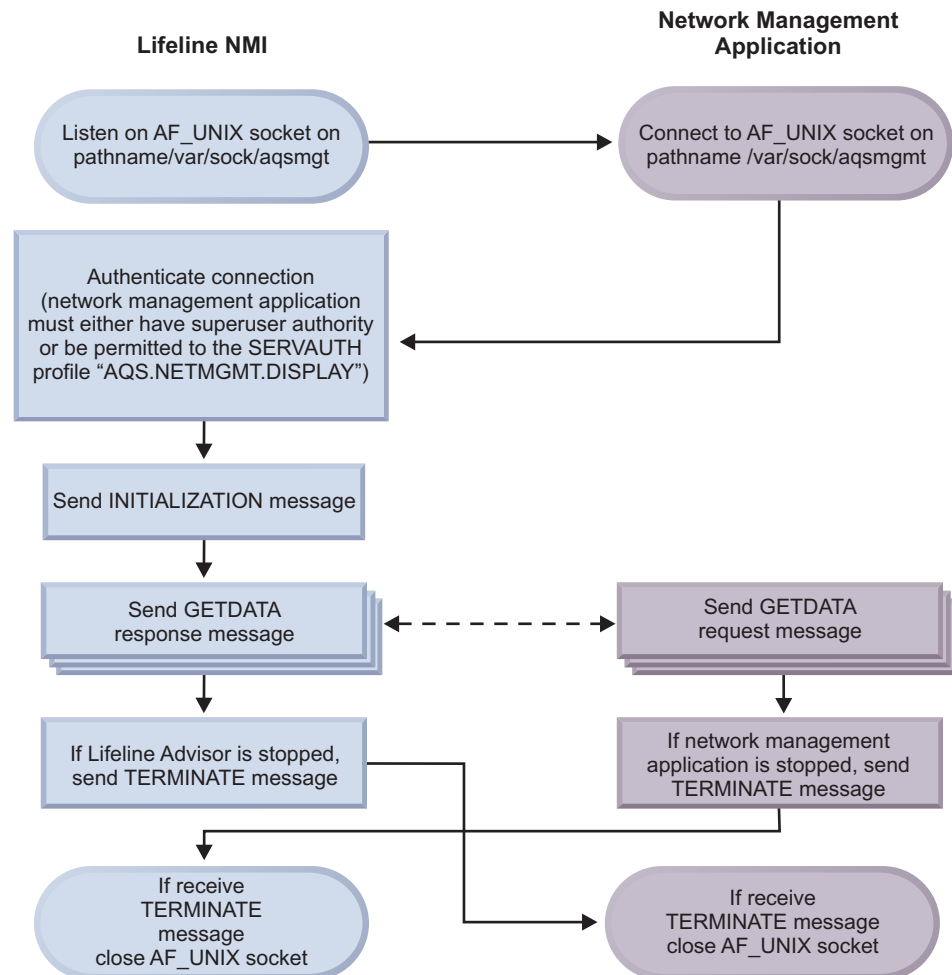 Lifeline NMI
Network Management
Application
Listen on AF_UNIX socket on
pathname/var/sock/aqsmgt
Connect to AF_UNIX socket on
pathname /var/sock/aqsmgmt
Authenticate connection
(network management application
must either have superuser authority
or be permitted to the SERVAUTH
profile “AQS.NETMGMT.DISPLAY”)
Send INITIALIZATION message
Send GETDATA
response message
Send GETDATA
request message
If Lifeline Advisor is stopped,
send TERMINATE message
If network management
application is stopped, send
TERMINATE message
If receive
TERMINATE
message
close AF_UNIX socket
If receive
TERMINATE message
close AF_UNIX socket